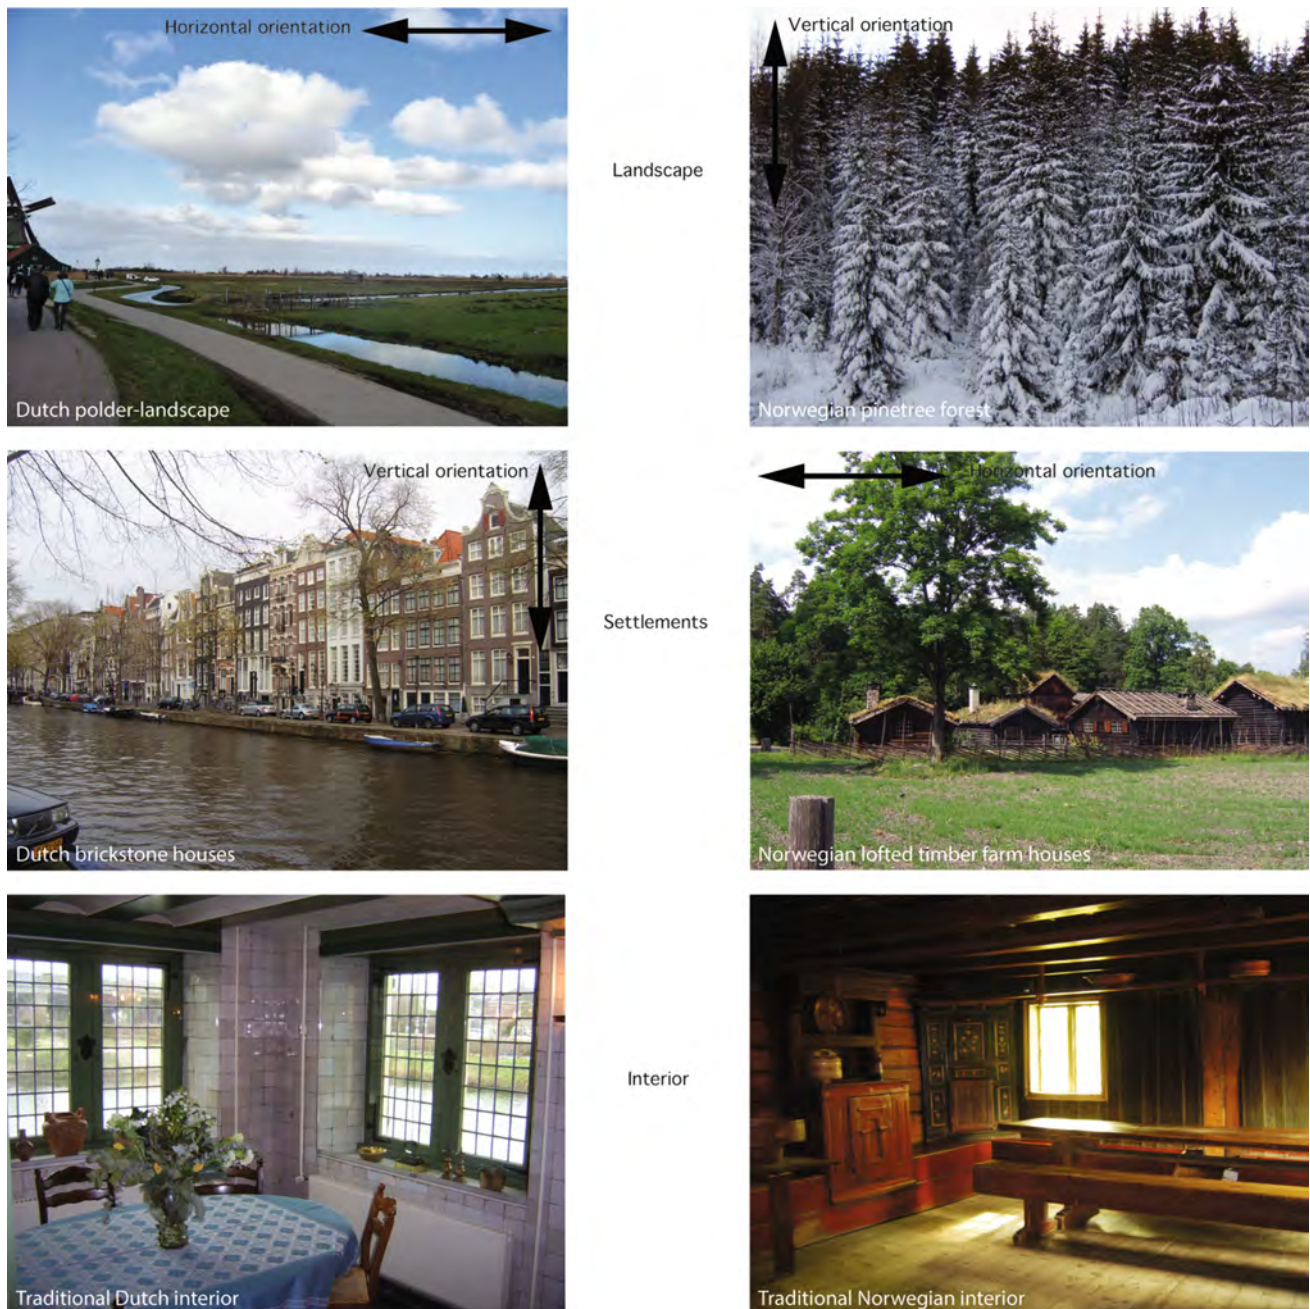 Horizontal orientation
Vertical orientation
Landscape
Dutch polder-landscape
Norwegian pinetree forest
Vertical orientation
Horizontal orientation
Settlements
Dutch brickstone houses
Norwegian lofted timber farm houses
Interior
Traditional Dutch interior
Traditional Norwegian interior